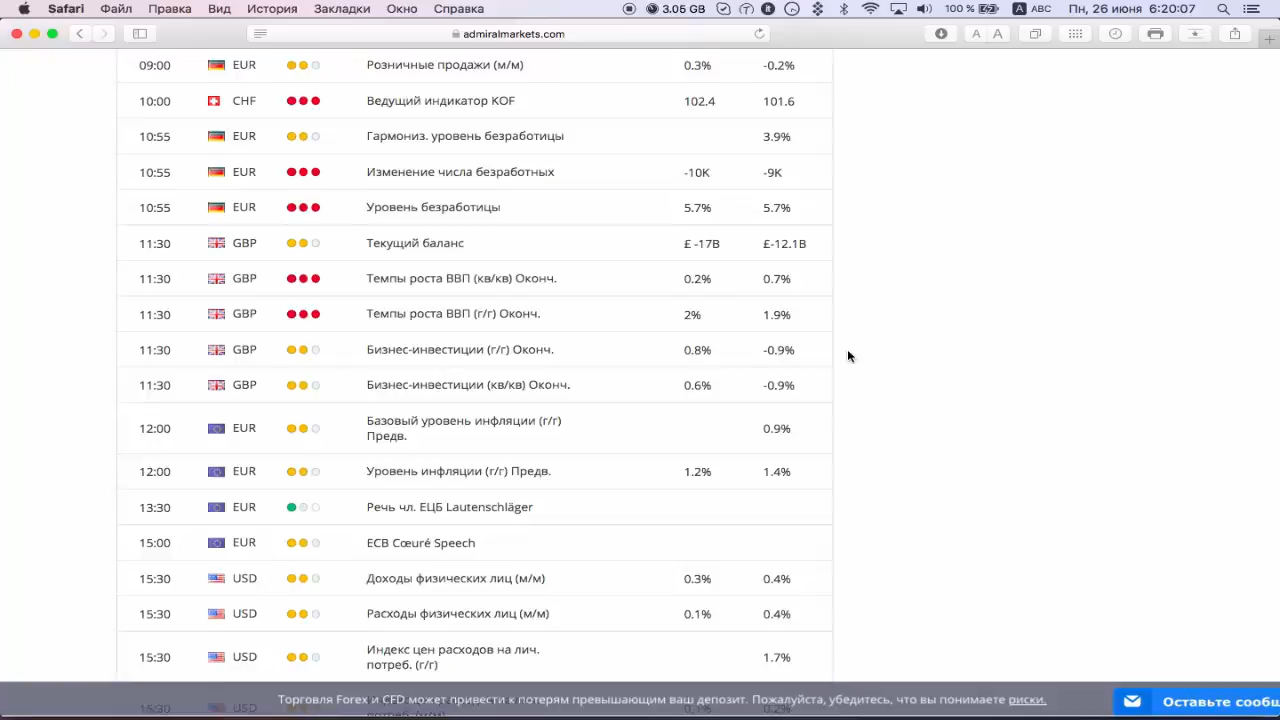 Safari Файл Правка Вид История Закладки Окно Справка 3.05 GB 100 % ABC Пн, 26 июня 6:20:07
admiralmarkets.com
09:00 EUR Розничные продажи (м/м) 0.3% -0.2%
10:00 CHF Ведущий индикатор KOF 102.4 101.6
10:55 EUR Гармониз. уровень безработицы 3.9%
10:55 EUR Изменение числа безработных -10K -9K
10:55 EUR Уровень безработицы 5.7% 5.7%
11:30 GBP Текущий баланс £ -17B £-12.1B
11:30 GBP Темпы роста ВВП (кв/кв) Оконч. 0.2% 0.7%
11:30 GBP Темпы роста ВВП (г/г) Оконч. 2% 1.9%
11:30 GBP Бизнес-инвестиции (г/г) Оконч. 0.8% -0.9%
11:30 GBP Бизнес-инвестиции (кв/кв) Оконч. 0.6% -0.9%
12:00 EUR Базовый уровень инфляции (г/г)
Предв. 0.9%
12:00 EUR Уровень инфляции (г/г) Предв. 1.2% 1.4%
13:30 EUR Речь чл. ЕЦБ Lautenschläger
15:00 EUR ECB Cœuré Speech
15:30 USD Доходы физических лиц (м/м) 0.3% 0.4%
15:30 USD Расходы физических лиц (м/м) 0.1% 0.4%
15:30 USD Индекс цен расходов на лич.
потреб. (г/г) 1.7%
Торговля Forex и CFD может привести к потерям превышающим ваш депозит. Пожалуйста, убедитесь, что вы понимаете риски.
Оставьте сооб